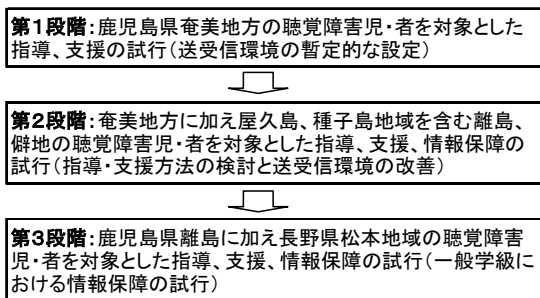 第1段階:鹿児島県奄美地方の聴覚障害児・者を対象とした
指導、支援の試行(送受信環境の暫定的な設定)
第2段階:奄美地方に加え屋久島、種子島地域を含む離島、
僻地の聴覚障害児・者を対象とした指導、支援、情報保障の
試行(指導・支援方法の検討と送受信環境の改善)
第3段階:鹿児島県離島に加え長野県松本地域の聴覚障害
児・者を対象とした指導、支援、情報保障の試行(一般学級に
おける情報保障の試行)